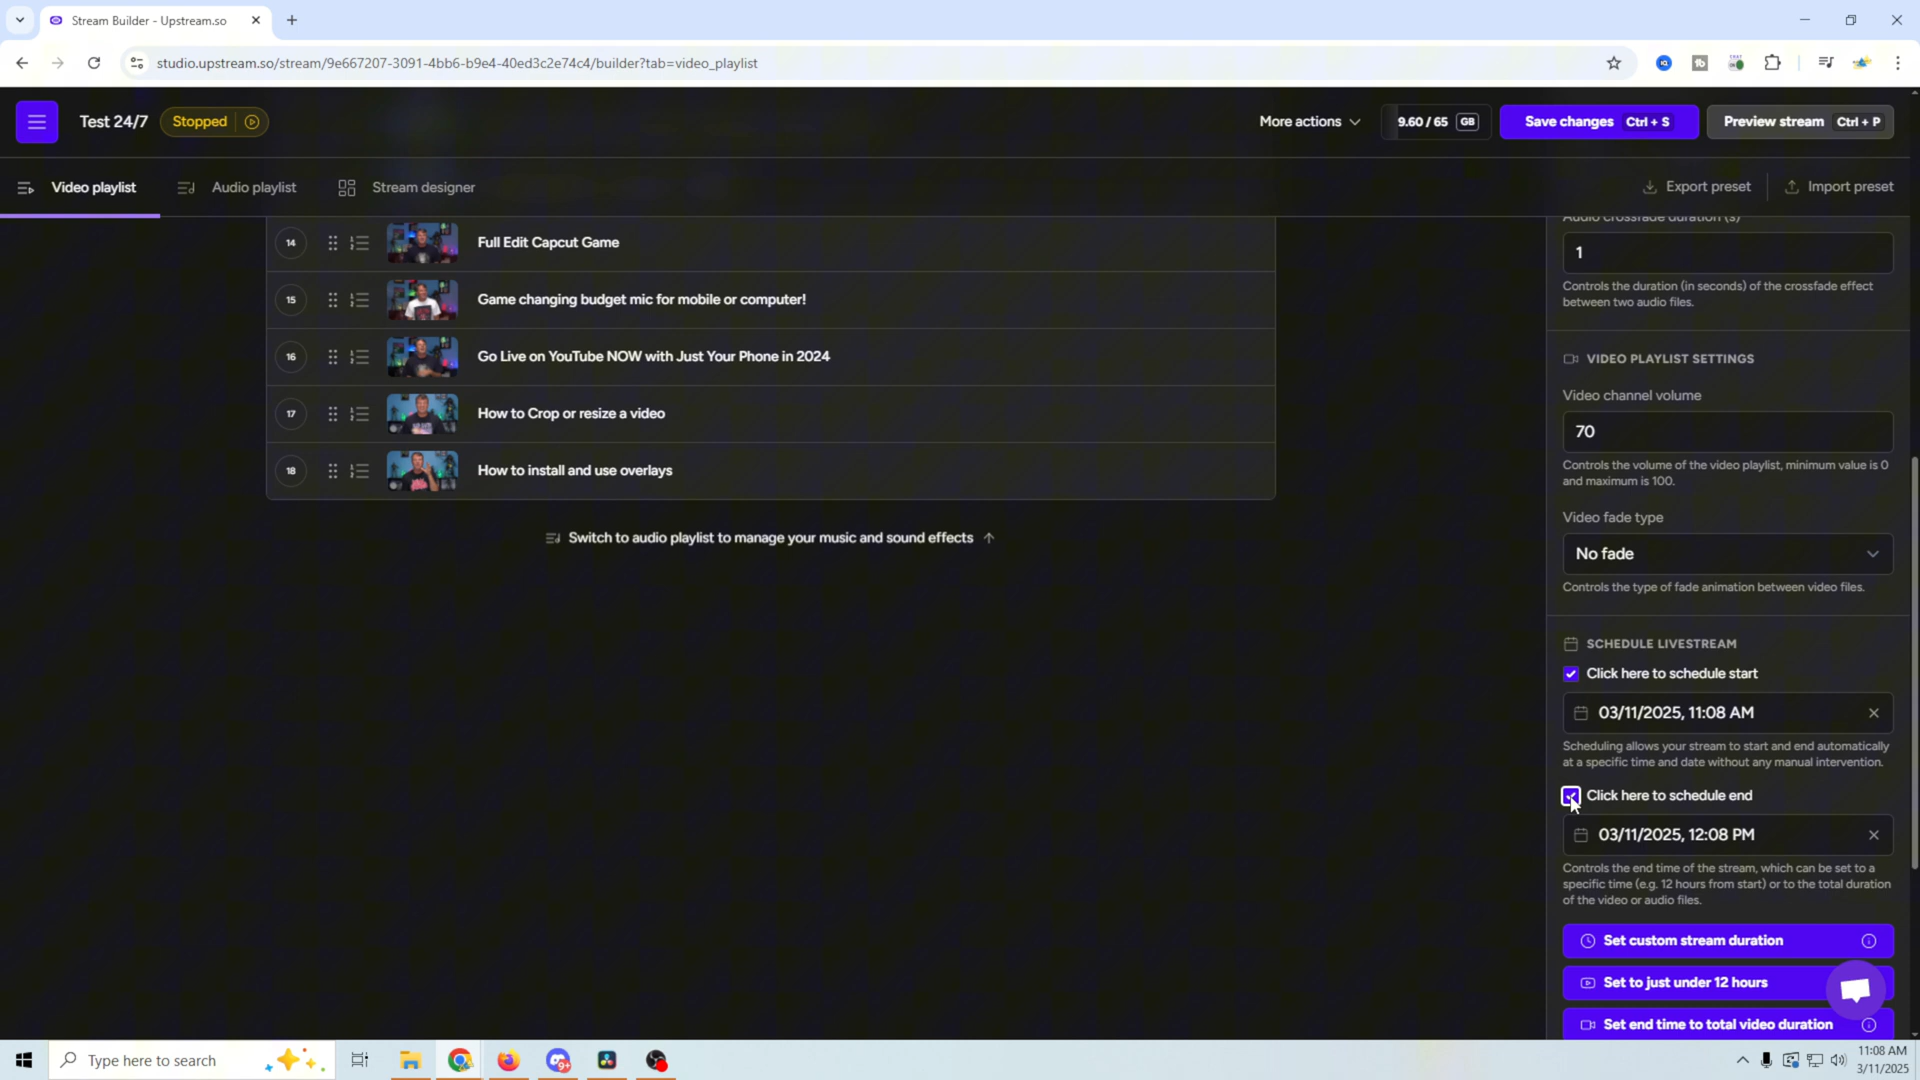 Stream Builder - Upstream.so
studio.upstream.so/stream/9e667207-3091-4bb6-b9e4-40ed3c2e74c4/builder?tab=video_playlist
Test 24/7
Stopped
More actions
9.60 / 65 GB
Save changes Ctrl + S
Preview stream Ctrl + P
Video playlist
Audio playlist
Stream designer
Export preset
Import preset
14 Full Edit Capcut Game
15 Game changing budget mic for mobile or computer!
16 Go Live on YouTube NOW with Just Your Phone in 2024
17 How to Crop or resize a video
18 How to install and use overlays
Switch to audio playlist to manage your music and sound effects
Audio crossfade duration (s)
1
Controls the duration (in seconds) of the crossfade effect
between two audio files.
VIDEO PLAYLIST SETTINGS
Video channel volume
70
Controls the volume of the video playlist, minimum value is 0
and maximum is 100.
Video fade type
No fade
Controls the type of fade animation between video files.
SCHEDULE LIVESTREAM
Click here to schedule start
03/11/2025, 11:08 AM
Scheduling allows your stream to start and end automatically
at a specific time and date without any manual intervention.
Click here to schedule end
03/11/2025, 12:08 PM
Controls the end time of the stream, which can be set to a
specific time (e.g. 12 hours from start) or to the total duration
of the video or audio files.
Set custom stream duration
Set to just under 12 hours
Set end time to total video duration
Type here to search
9+
11:08 AM
3/11/2025